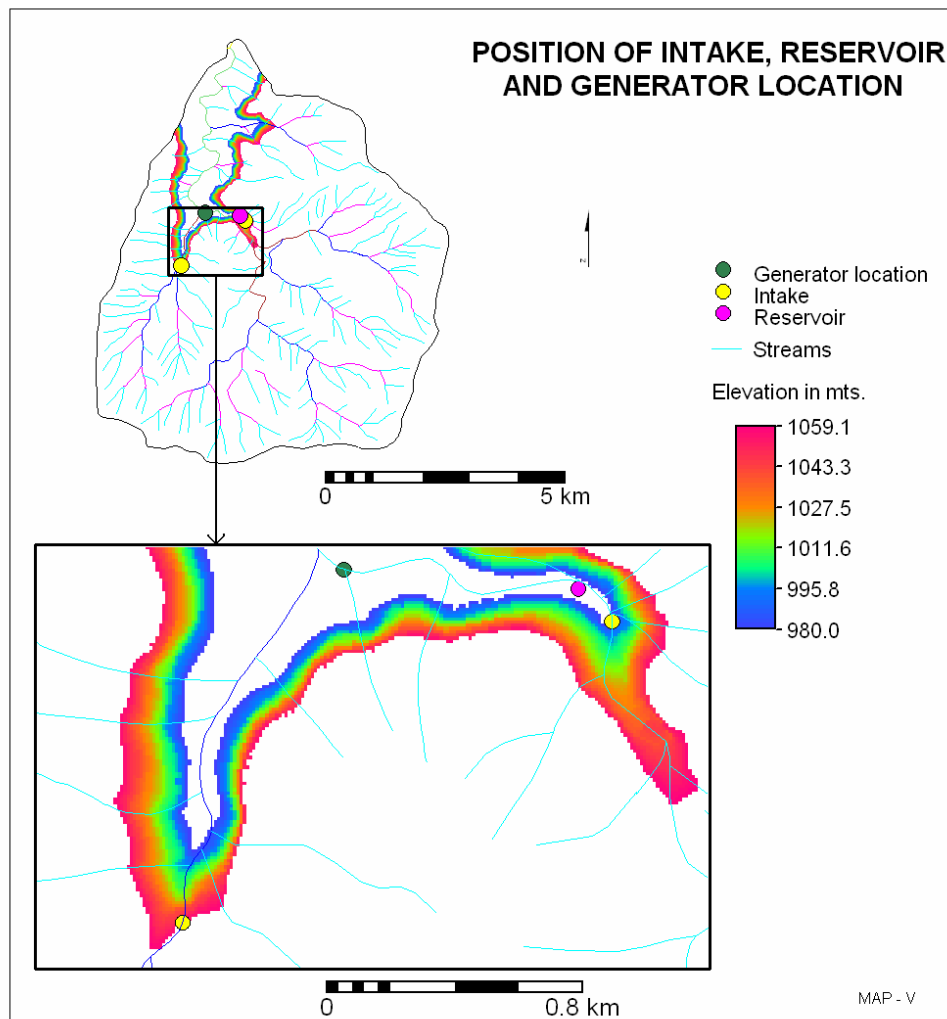 POSITION OF INTAKE, RESERVOIR
AND GENERATOR LOCATION
z
Generator location
Intake
Reservoir
Streams
Elevation in mts.
1059.1
1043.3
1027.5
1011.6
995.8
980.0
0 5 km
0 0.8 km
MAP - V